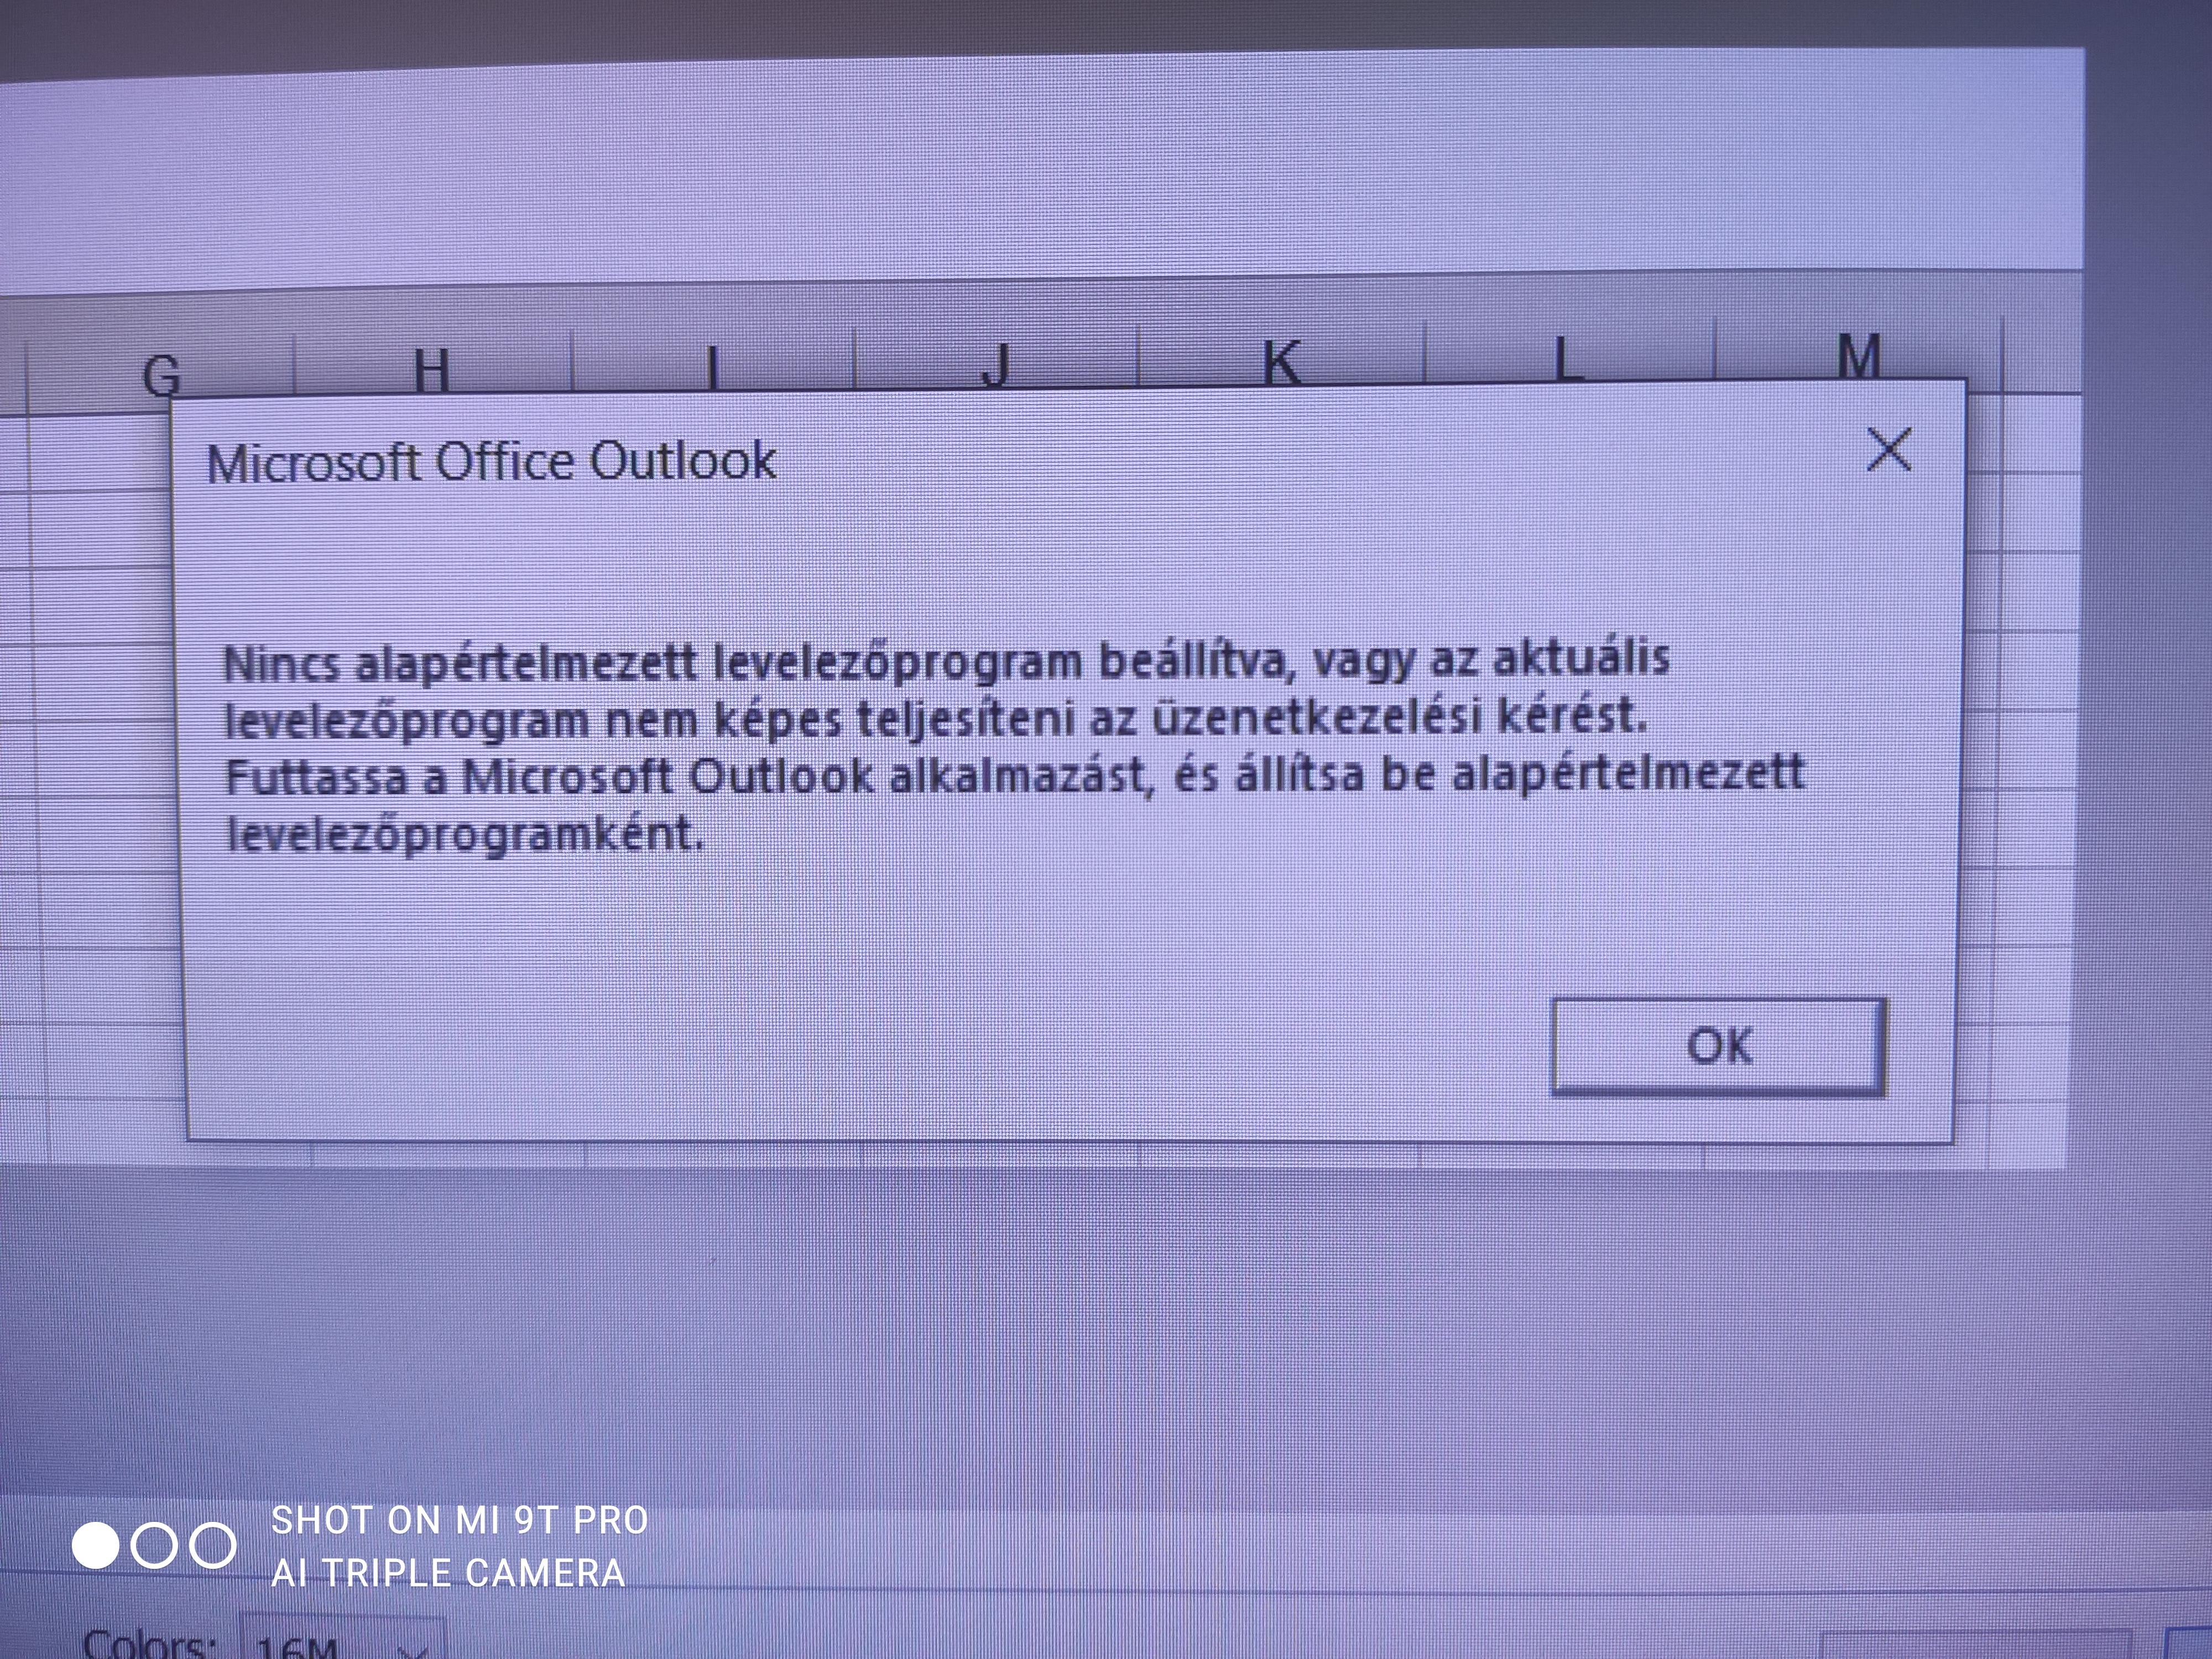 G H I J K L M
Microsoft Office Outlook
Nincs alapértelmezett levelezőprogram beállítva, vagy az aktuális
levelezőprogram nem képes teljesíteni az üzenetkezelési kérést.
Futtassa a Microsoft Outlook alkalmazást, és állítsa be alapértelmezett
levelezőprogramként.
OK
SHOT ON MI 9T PRO
AI TRIPLE CAMERA
Colors: 16M